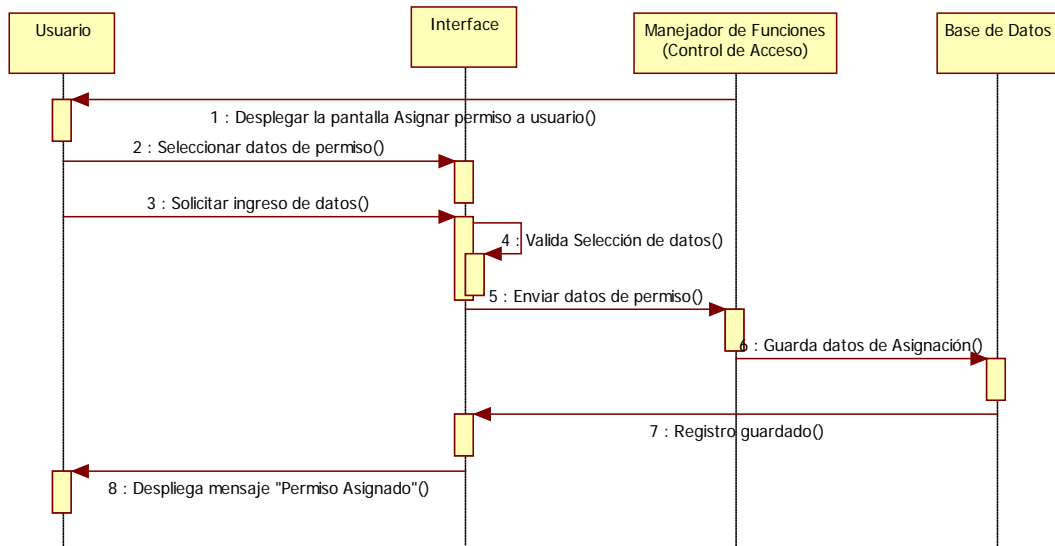 Usuario
Interface
Manejador de Funciones
(Control de Acceso)
Base de Datos
1 : Desplegar la pantalla Asignar permiso a usuario()
2 : Seleccionar datos de permiso()
3 : Solicitar ingreso de datos()
4 : Valida Selección de datos()
5 : Enviar datos de permiso()
6 : Guarda datos de Asignación()
7 : Registro guardado()
8 : Despliega mensaje "Permiso Asignado"()